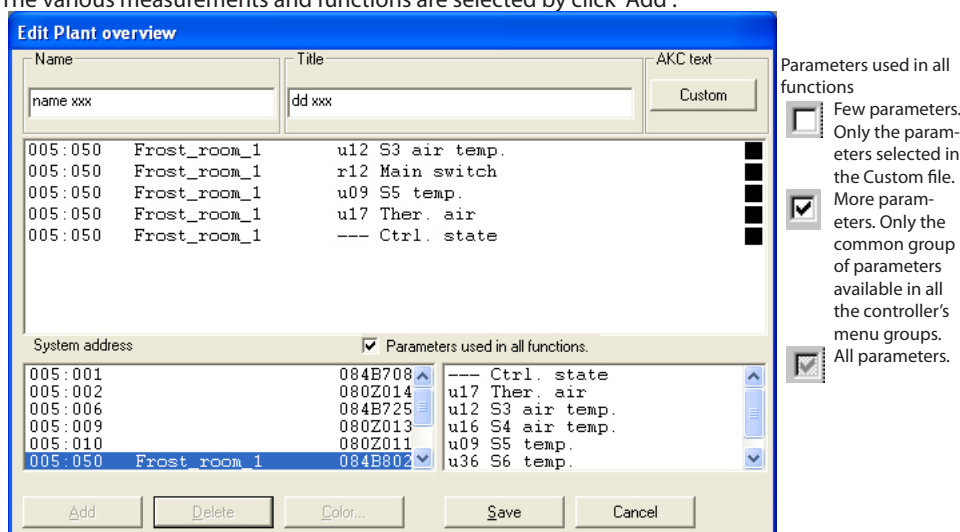 The various measurements and functions are selected by click 'Add'.
Edit Plant overview
Name
Title
AKC text
name xxx
dd xxx
Custom
005:050 Frost_room_1 u12 S3 air temp.
005:050 Frost_room_1 r12 Main switch
005:050 Frost_room_1 u09 S5 temp.
005:050 Frost_room_1 u17 Ther. air
005:050 Frost_room_1 --- Ctrl. state
System address
Parameters used in all functions.
005:001 084B708
005:002 080Z014
005:006 084B725
005:009 080Z013
005:010 080Z011
005:050 Frost_room_1 084B802
--- Ctrl. state
u17 Ther. air
u12 S3 air temp.
u16 S4 air temp.
u09 S5 temp.
u36 S6 temp.
Add
Delete
Color...
Save
Cancel
Parameters used in all
functions
Few parameters.
Only the param-
eters selected in
the Custom file.
More param-
eters. Only the
common group
of parameters
available in all
the controller's
menu groups.
All parameters.